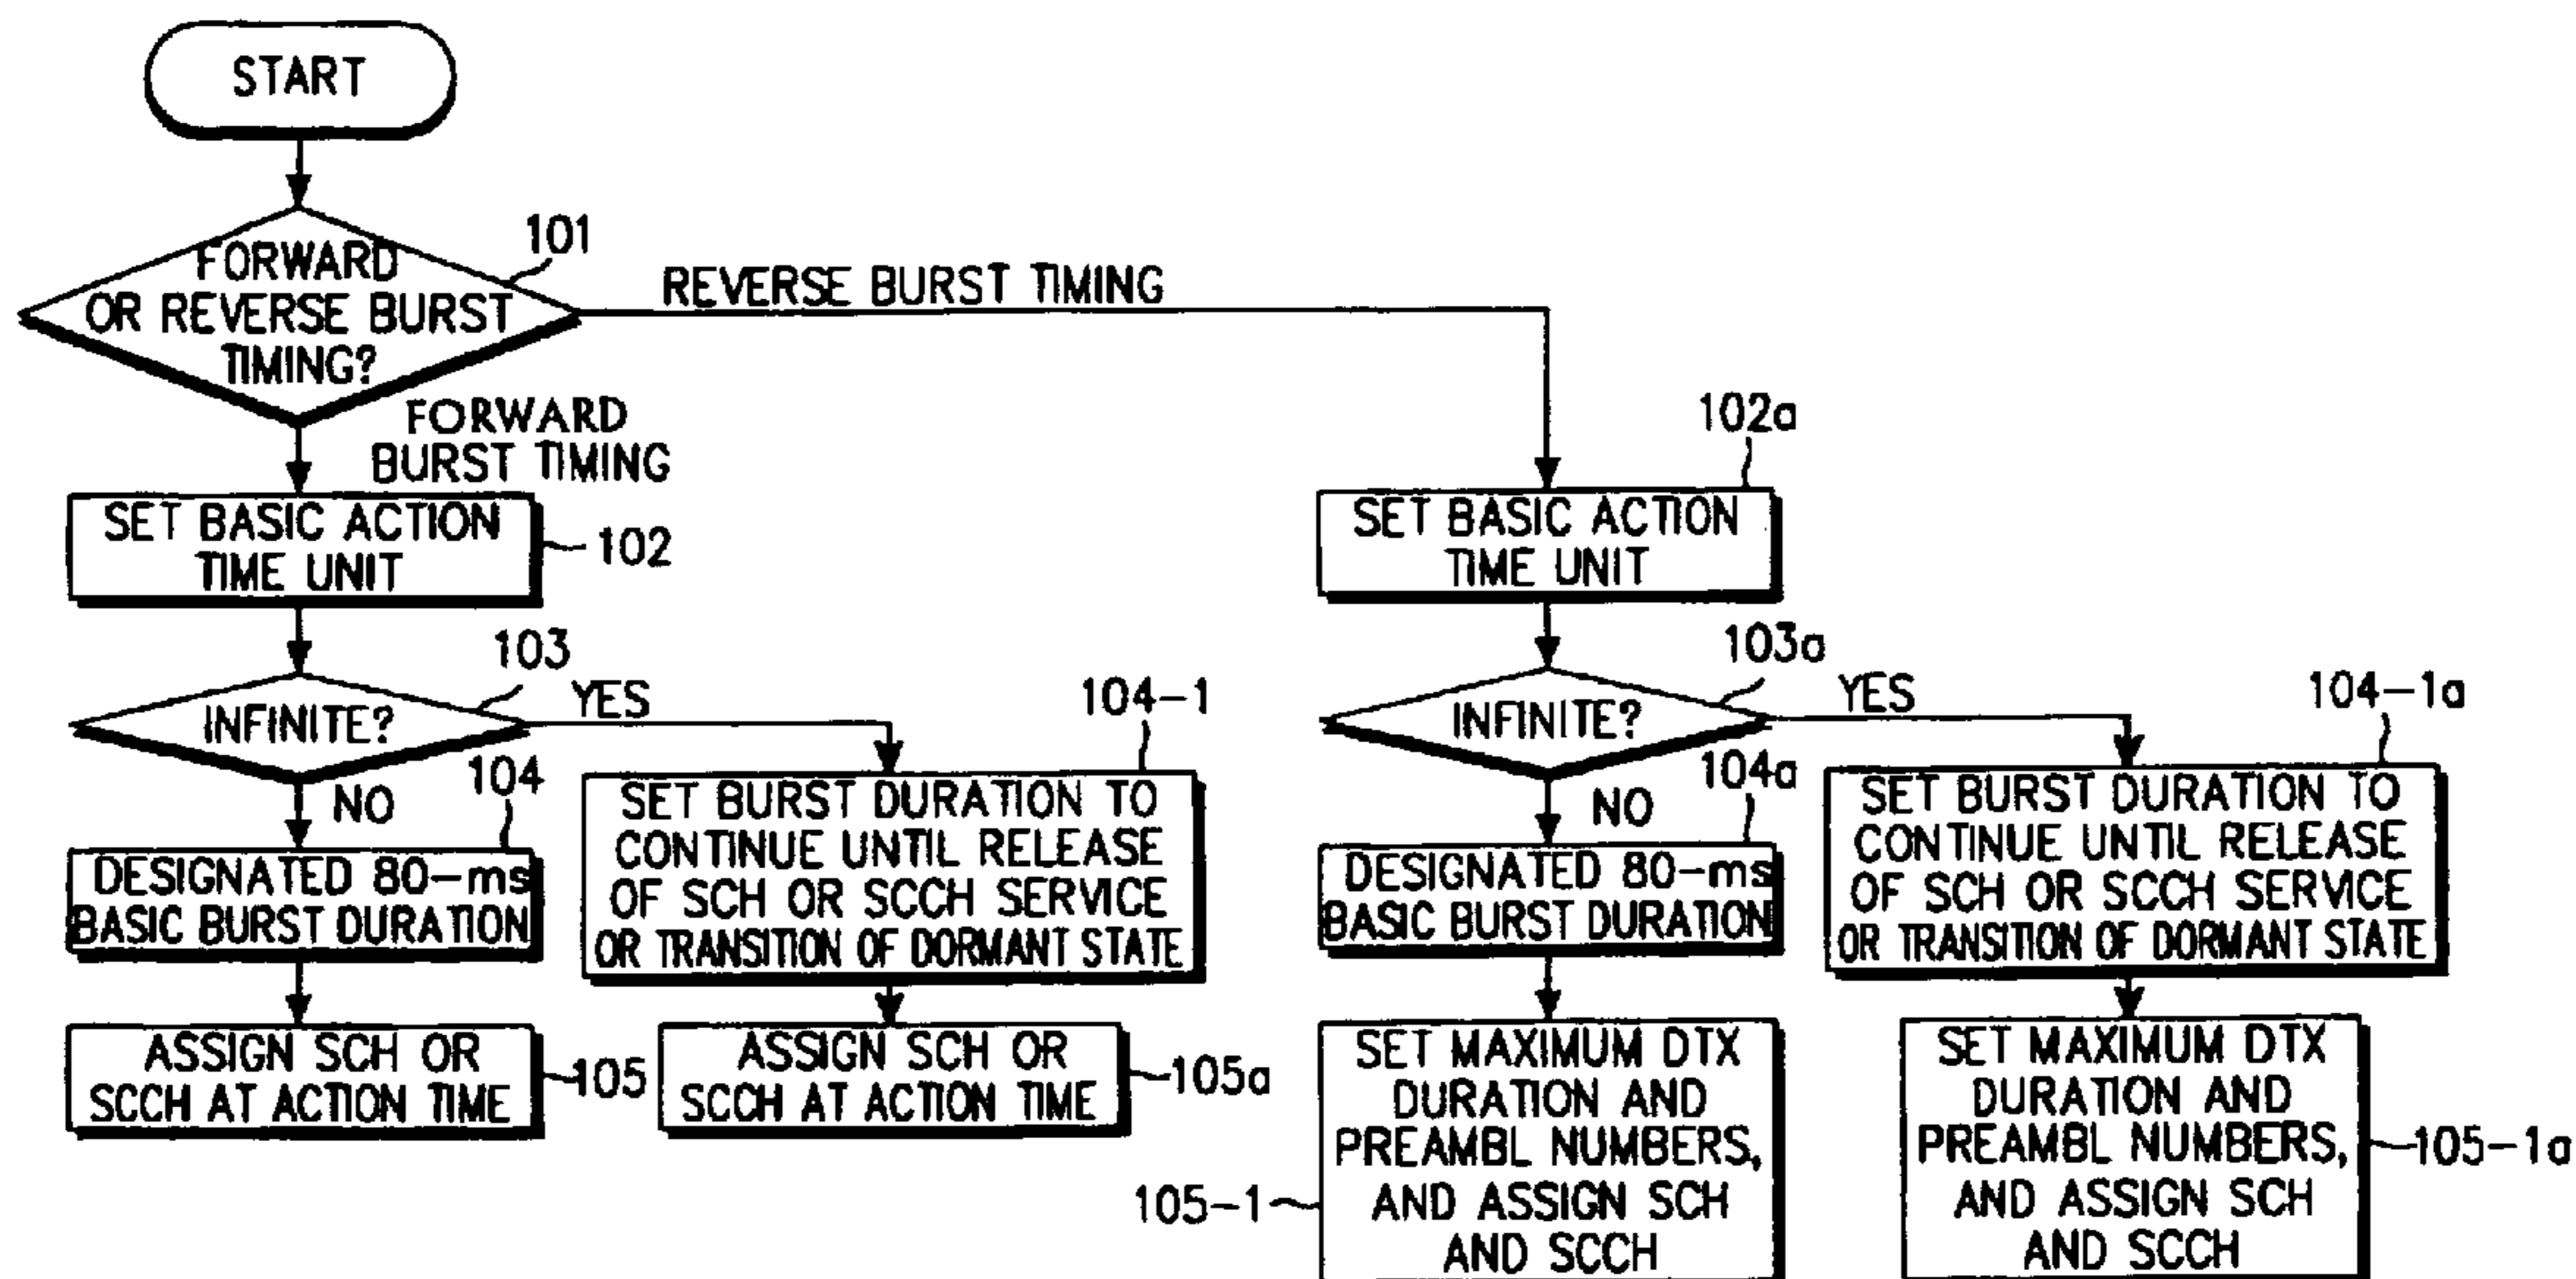 START
FORWARD
OR REVERSE BURST
TIMING?
101
REVERSE BURST TIMING
FORWARD
BURST TIMING
SET BASIC ACTION
TIME UNIT
102
INFINITE?
103
YES
NO
104
DESIGNATED 80-ms
BASIC BURST DURATION
ASSIGN SCH OR
SCCH AT ACTION TIME
105
104-1
SET BURST DURATION TO
CONTINUE UNTIL RELEASE
OF SCH OR SCCH SERVICE
OR TRANSITION OF DORMANT STATE
ASSIGN SCH OR
SCCH AT ACTION TIME
105a
102a
SET BASIC ACTION
TIME UNIT
103a
INFINITE?
YES
NO
104a
DESIGNATED 80-ms
BASIC BURST DURATION
SET MAXIMUM DTX
DURATION AND
PREAMBL NUMBERS,
AND ASSIGN SCH
AND SCCH
105-1
104-1a
SET BURST DURATION TO
CONTINUE UNTIL RELEASE
OF SCH OR SCCH SERVICE
OR TRANSITION OF DORMANT STATE
SET MAXIMUM DTX
DURATION AND
PREAMBL NUMBERS,
AND ASSIGN SCH
AND SCCH
105-1a